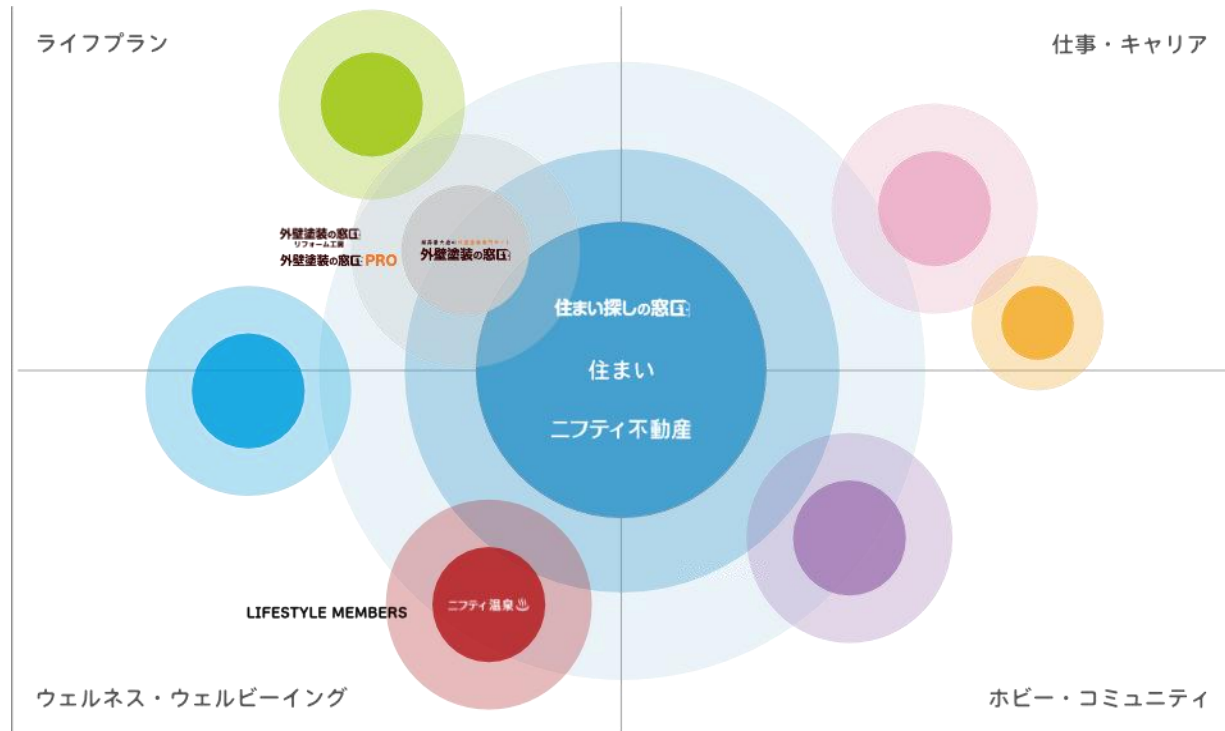 ライフプラン
仕事・キャリア
外壁塗装の窓口
リフォーム工務
外壁塗装の窓口 PRO
外壁塗装の窓口
住まい探しの窓口
住まい
ニフティ不動産
ニフティ温泉
LIFESTYLE MEMBERS
ウェルネス・ウェルビーイング
ホビー・コミュニティ